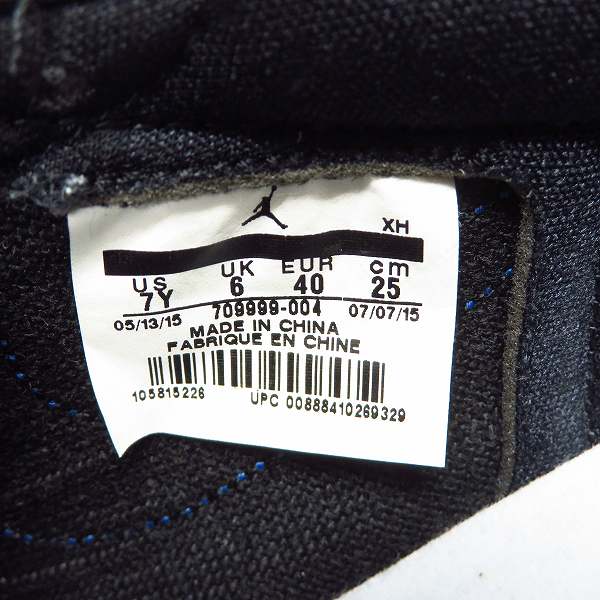 XH
US UK EUR cm
7Y 6 40 25
709999-004
05/13/15 07/07/15
MADE IN CHINA
FABRIQUE EN CHINE
105815226 UPC 00888410269329